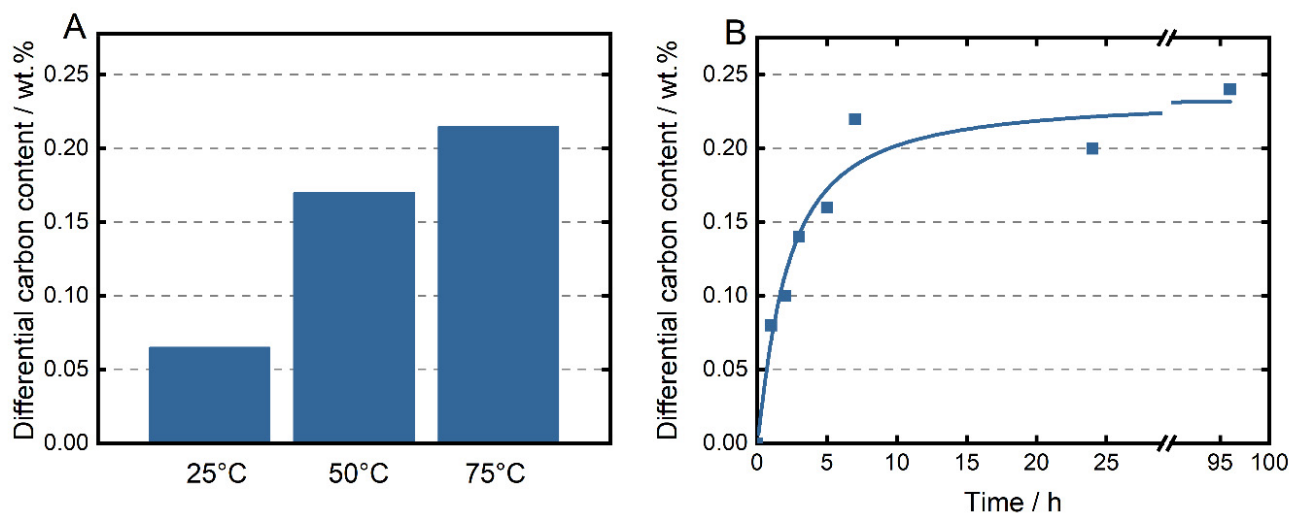 A
Differential carbon content / wt.%
0.25
0.20
0.15
0.10
0.05
0.00
25°C 50°C 75°C
B
Differential carbon content / wt.%
0.25
0.20
0.15
0.10
0.05
0.00
0 5 10 15 20 25 95 100
Time / h